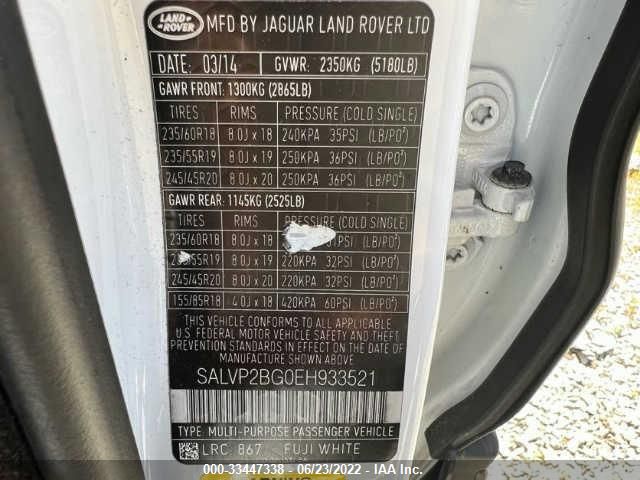 LAND ROVER MFD BY JAGUAR LAND ROVER LTD
DATE: 03/14 GVWR: 2350KG (5180LB)
GAWR FRONT: 1300KG (2865LB)
TIRES RIMS PRESSURE (COLD SINGLE)
235/60R18 8.0J x 18 240KPA 35PSI (LB/PO²)
235/55R19 8.0J x 19 250KPA 36PSI (LB/PO²)
245/45R20 8.0J x 20 250KPA 36PSI (LB/PO²)
GAWR REAR: 1145KG (2525LB)
TIRES RIMS PRESSURE (COLD SINGLE)
235/60R18 8.0J x 18 (LB/PO²)
8.0J x 19 220KPA 32PSI (LB/PO²)
245/45R20 8.0J x 20 220KPA 32PSI (LB/PO²)
155/85R18 4.0J x 18 420KPA 60PSI (LB/PO²)
THIS VEHICLE CONFORMS TO ALL APPLICABLE
U.S. FEDERAL MOTOR VEHICLE SAFETY AND THEFT
PREVENTION STANDARDS IN EFFECT ON THE DATE
OF MANUFACTURE SHOWN ABOVE
SALVP2BG0EH933521
TYPE: MULTI-PURPOSE PASSENGER VEHICLE
LRC 867 FUJI WHITE
000-33447338 - 06/23/2022 - IAA Inc.